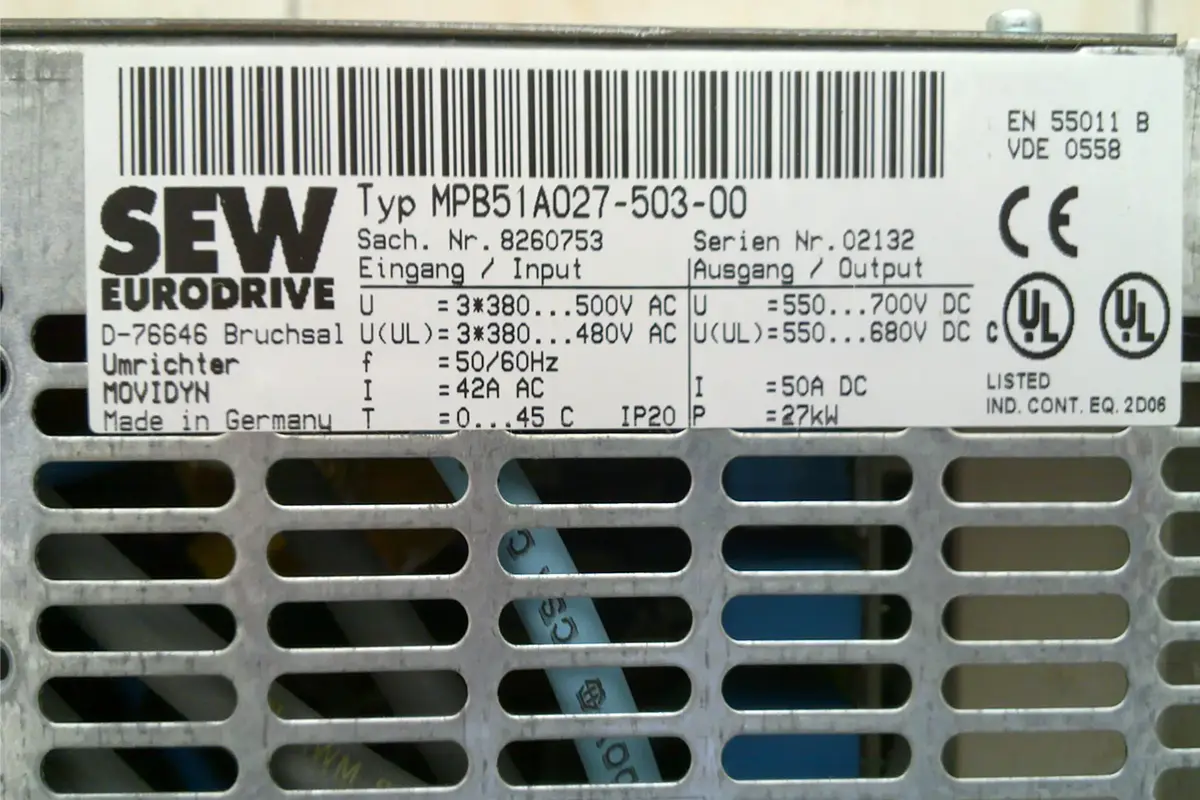 EN 55011 B
VDE 0558
SEW
EURODRIVE
D-76646 Bruchsal
Umrichter
MOVIDYN
Made in Germany
Typ MPB51A027-503-00
Sach. Nr. 8260753 Serien Nr. 02132
Eingang / Input Ausgang / Output
U =3*380...500V AC U =550...700V DC
U(UL)=3*380...480V AC U(UL)=550...680V DC
f =50/60Hz
I =42A AC I =50A DC
T =0...45 C IP20 P =27kW
CE
c UL UL
LISTED
IND. CONT. EQ. 2D06